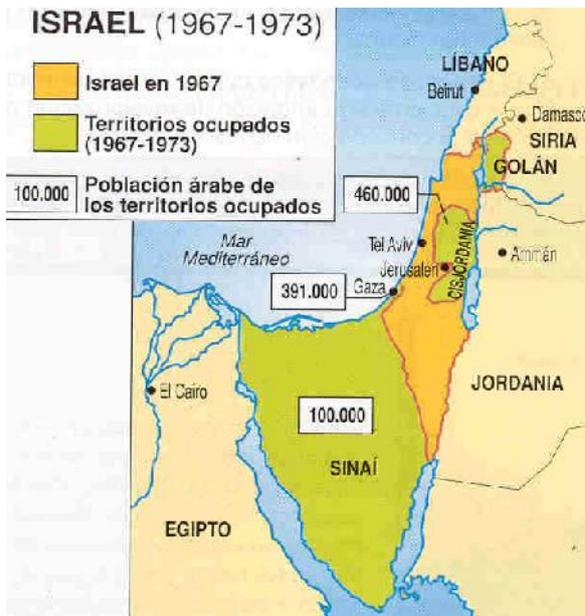 ISRAEL (1967-1973)
Israel en 1967
Territorios ocupados
(1967-1973)
100.000
Población árabe de
los territorios ocupados
LÍBANO
Beirut
Damasco
SIRIA
GOLÁN
460.000
Mar
Mediterráneo
Tel Aviv
Jerusalén
CISJORDANIA
Ammán
391.000
Gaza
El Cairo
JORDANIA
100.000
SINAÍ
EGIPTO